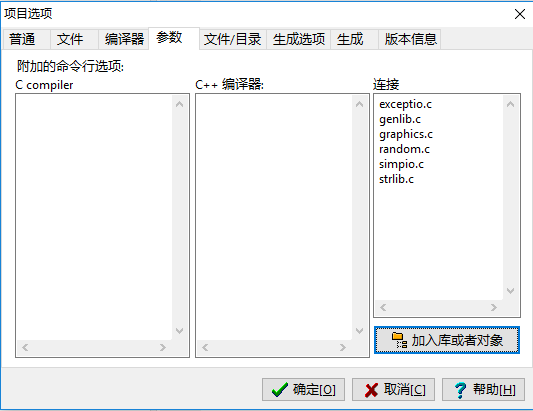 项目选项
普通 文件 编译器 参数 文件/目录 生成选项 生成 版本信息
附加的命令行选项:
C compiler C++ 编译器: 连接
exceptio.c
genlib.c
graphics.c
random.c
simpio.c
strlib.c
加入库或者对象
确定[O] 取消[C] 帮助[H]